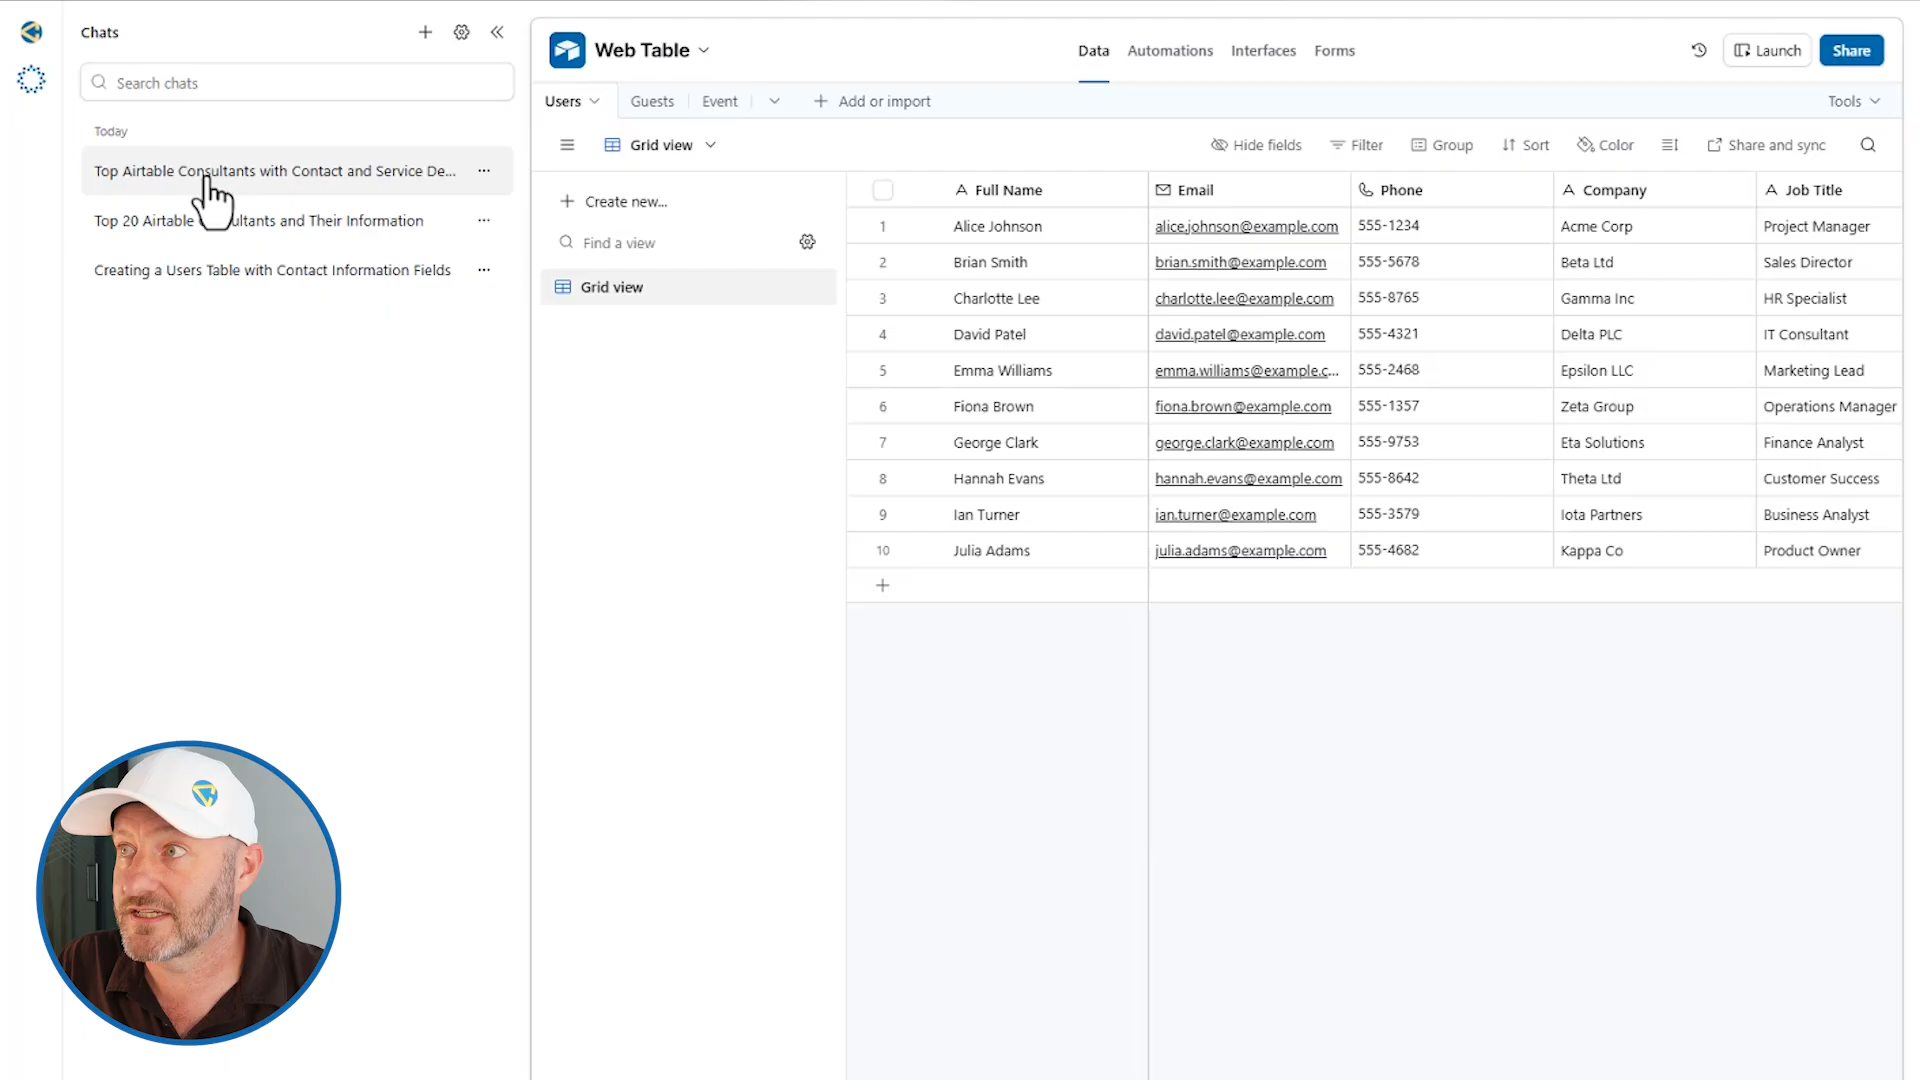 Chats
Search chats
Today
Top Airtable Consultants with Contact and Service De...
Top 20 Airtable ultants and Their Information
Creating a Users Table with Contact Information Fields
Web Table
Data Automations Interfaces Forms
Launch
Share
Users Guests Event Add or import
Tools
Grid view
Hide fields Filter Group Sort Color Share and sync
Create new...
Find a view
Grid view
Full Name Email Phone Company Job Title
1 Alice Johnson alice.johnson@example.com 555-1234 Acme Corp Project Manager
2 Brian Smith brian.smith@example.com 555-5678 Beta Ltd Sales Director
3 Charlotte Lee charlotte.lee@example.com 555-8765 Gamma Inc HR Specialist
4 David Patel david.patel@example.com 555-4321 Delta PLC IT Consultant
5 Emma Williams emma.williams@example.c... 555-2468 Epsilon LLC Marketing Lead
6 Fiona Brown fiona.brown@example.com 555-1357 Zeta Group Operations Manager
7 George Clark george.clark@example.com 555-9753 Eta Solutions Finance Analyst
8 Hannah Evans hannah.evans@example.com 555-8642 Theta Ltd Customer Success
9 Ian Turner ian.turner@example.com 555-3579 Iota Partners Business Analyst
10 Julia Adams julia.adams@example.com 555-4682 Kappa Co Product Owner